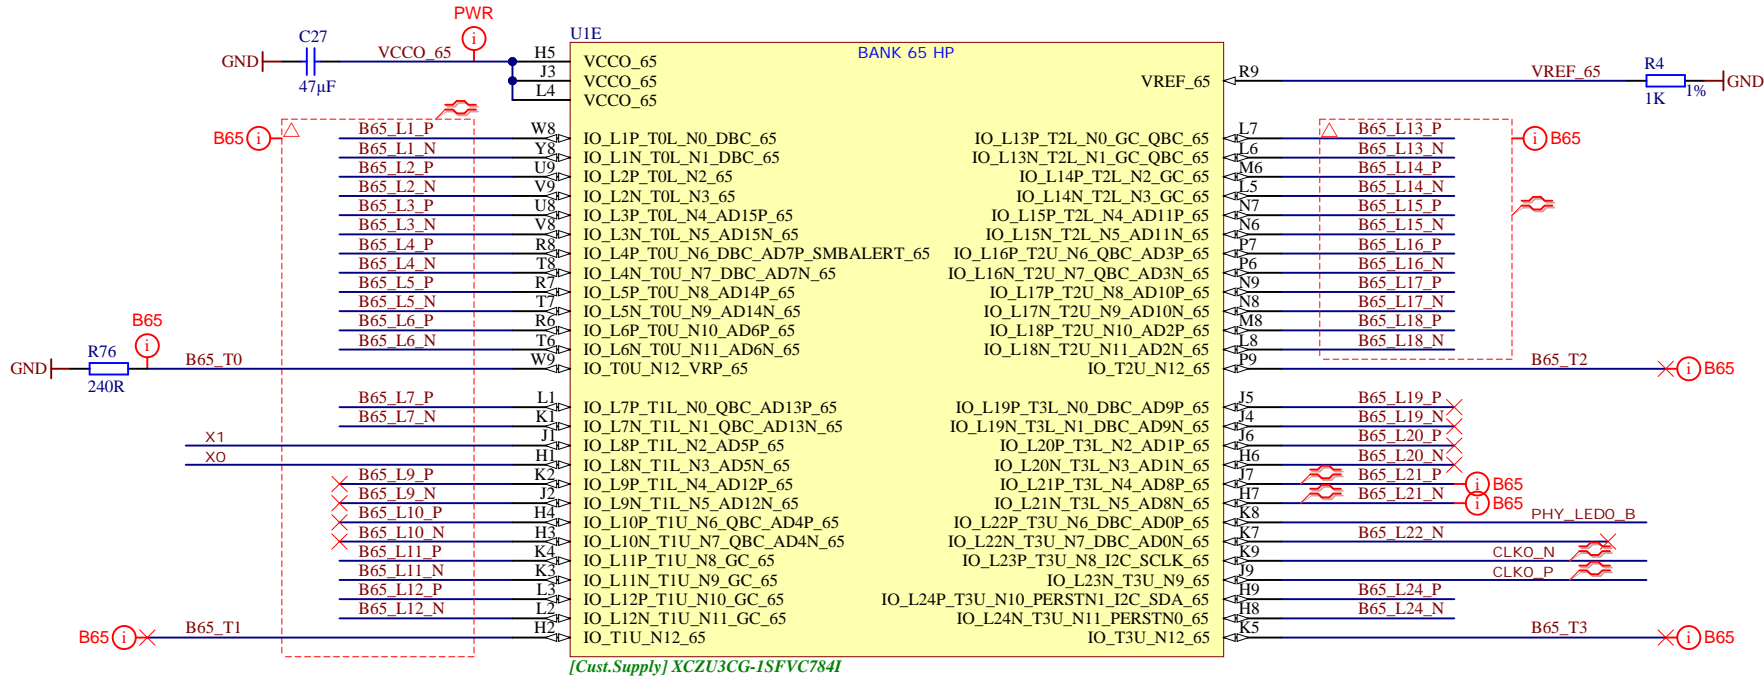 PWR
U1E
C27
GND
VCCO_65
47µF
BANK 65 HP
H5 VCCO_65
J3 VCCO_65
L4 VCCO_65
VREF_65 R9 VREF_65 R4 GND
1K 1%
B65 i
B65_L1_P W8 IO_L1P_T0L_N0_DBC_65
B65_L1_N Y8 IO_L1N_T0L_N1_DBC_65
B65_L2_P U9 IO_L2P_T0L_N2_65
B65_L2_N V9 IO_L2N_T0L_N3_65
B65_L3_P U8 IO_L3P_T0L_N4_AD15P_65
B65_L3_N V8 IO_L3N_T0L_N5_AD15N_65
B65_L4_P R8 IO_L4P_T0U_N6_DBC_AD7P_SMBALERT_65
B65_L4_N T8 IO_L4N_T0U_N7_DBC_AD7N_65
B65_L5_P R7 IO_L5P_T0U_N8_AD14P_65
B65_L5_N T7 IO_L5N_T0U_N9_AD14N_65
B65_L6_P R6 IO_L6P_T0U_N10_AD6P_65
B65_L6_N T6 IO_L6N_T0U_N11_AD6N_65
B65
GND R76 B65_T0 W9 IO_T0U_N12_VRP_65
240R
B65_L7_P L1 IO_L7P_T1L_N0_QBC_AD13P_65
B65_L7_N K1 IO_L7N_T1L_N1_QBC_AD13N_65
X1 J1 IO_L8P_T1L_N2_AD5P_65
X0 H1 IO_L8N_T1L_N3_AD5N_65
B65_L9_P K2 IO_L9P_T1L_N4_AD12P_65
B65_L9_N J2 IO_L9N_T1L_N5_AD12N_65
B65_L10_P H4 IO_L10P_T1U_N6_QBC_AD4P_65
B65_L10_N H3 IO_L10N_T1U_N7_QBC_AD4N_65
B65_L11_P K4 IO_L11P_T1U_N8_GC_65
B65_L11_N K3 IO_L11N_T1U_N9_GC_65
B65_L12_P L3 IO_L12P_T1U_N10_GC_65
B65_L12_N L2 IO_L12N_T1U_N11_GC_65
B65 i B65_T1 H2 IO_T1U_N12_65
IO_L13P_T2L_N0_GC_QBC_65 L7 B65_L13_P i B65
IO_L13N_T2L_N1_GC_QBC_65 L6 B65_L13_N
IO_L14P_T2L_N2_GC_65 M6 B65_L14_P
IO_L14N_T2L_N3_GC_65 L5 B65_L14_N
IO_L15P_T2L_N4_AD11P_65 N7 B65_L15_P
IO_L15N_T2L_N5_AD11N_65 N6 B65_L15_N
IO_L16P_T2U_N6_QBC_AD3P_65 P7 B65_L16_P
IO_L16N_T2U_N7_QBC_AD3N_65 P6 B65_L16_N
IO_L17P_T2U_N8_AD10P_65 N9 B65_L17_P
IO_L17N_T2U_N9_AD10N_65 N8 B65_L17_N
IO_L18P_T2U_N10_AD2P_65 M8 B65_L18_P
IO_L18N_T2U_N11_AD2N_65 L8 B65_L18_N
IO_T2U_N12_65 P9 B65_T2 i B65
IO_L19P_T3L_N0_DBC_AD9P_65 J5 B65_L19_P
IO_L19N_T3L_N1_DBC_AD9N_65 J4 B65_L19_N
IO_L20P_T3L_N2_AD1P_65 J6 B65_L20_P
IO_L20N_T3L_N3_AD1N_65 H6 B65_L20_N
IO_L21P_T3L_N4_AD8P_65 J7 B65_L21_P i B65
IO_L21N_T3L_N5_AD8N_65 H7 B65_L21_N i B65
IO_L22P_T3U_N6_DBC_AD0P_65 K8 PHY_LED0_B
IO_L22N_T3U_N7_DBC_AD0N_65 K7 B65_L22_N
IO_L23P_T3U_N8_I2C_SCLK_65 K9 CLK0_N
IO_L23N_T3U_N9_65 J9 CLK0_P
IO_L24P_T3U_N10_PERSTN1_I2C_SDA_65 H9 B65_L24_P
IO_L24N_T3U_N11_PERSTN0_65 H8 B65_L24_N
IO_T3U_N12_65 K5 B65_T3 i B65
[Cust.Supply] XCZU3CG-1SFVC784I